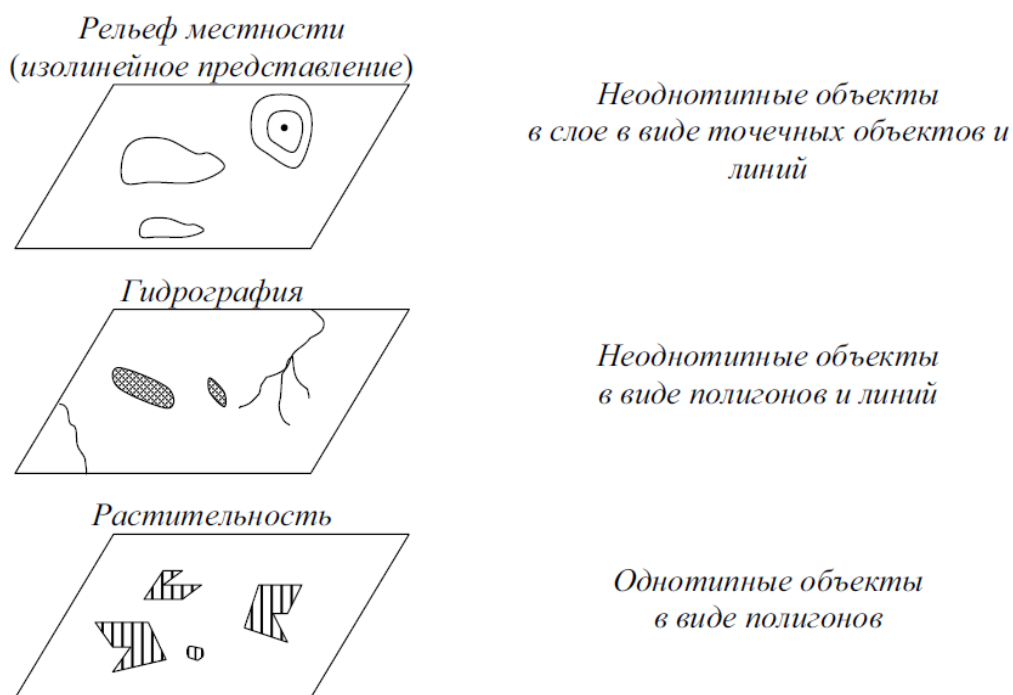 Рельеф местности
(изолинейное представление)
Неоднотипные объекты
в слое в виде точечных объектов и
линий
Гидрография
Неоднотипные объекты
в виде полигонов и линий
Растительность
Однотипные объекты
в виде полигонов